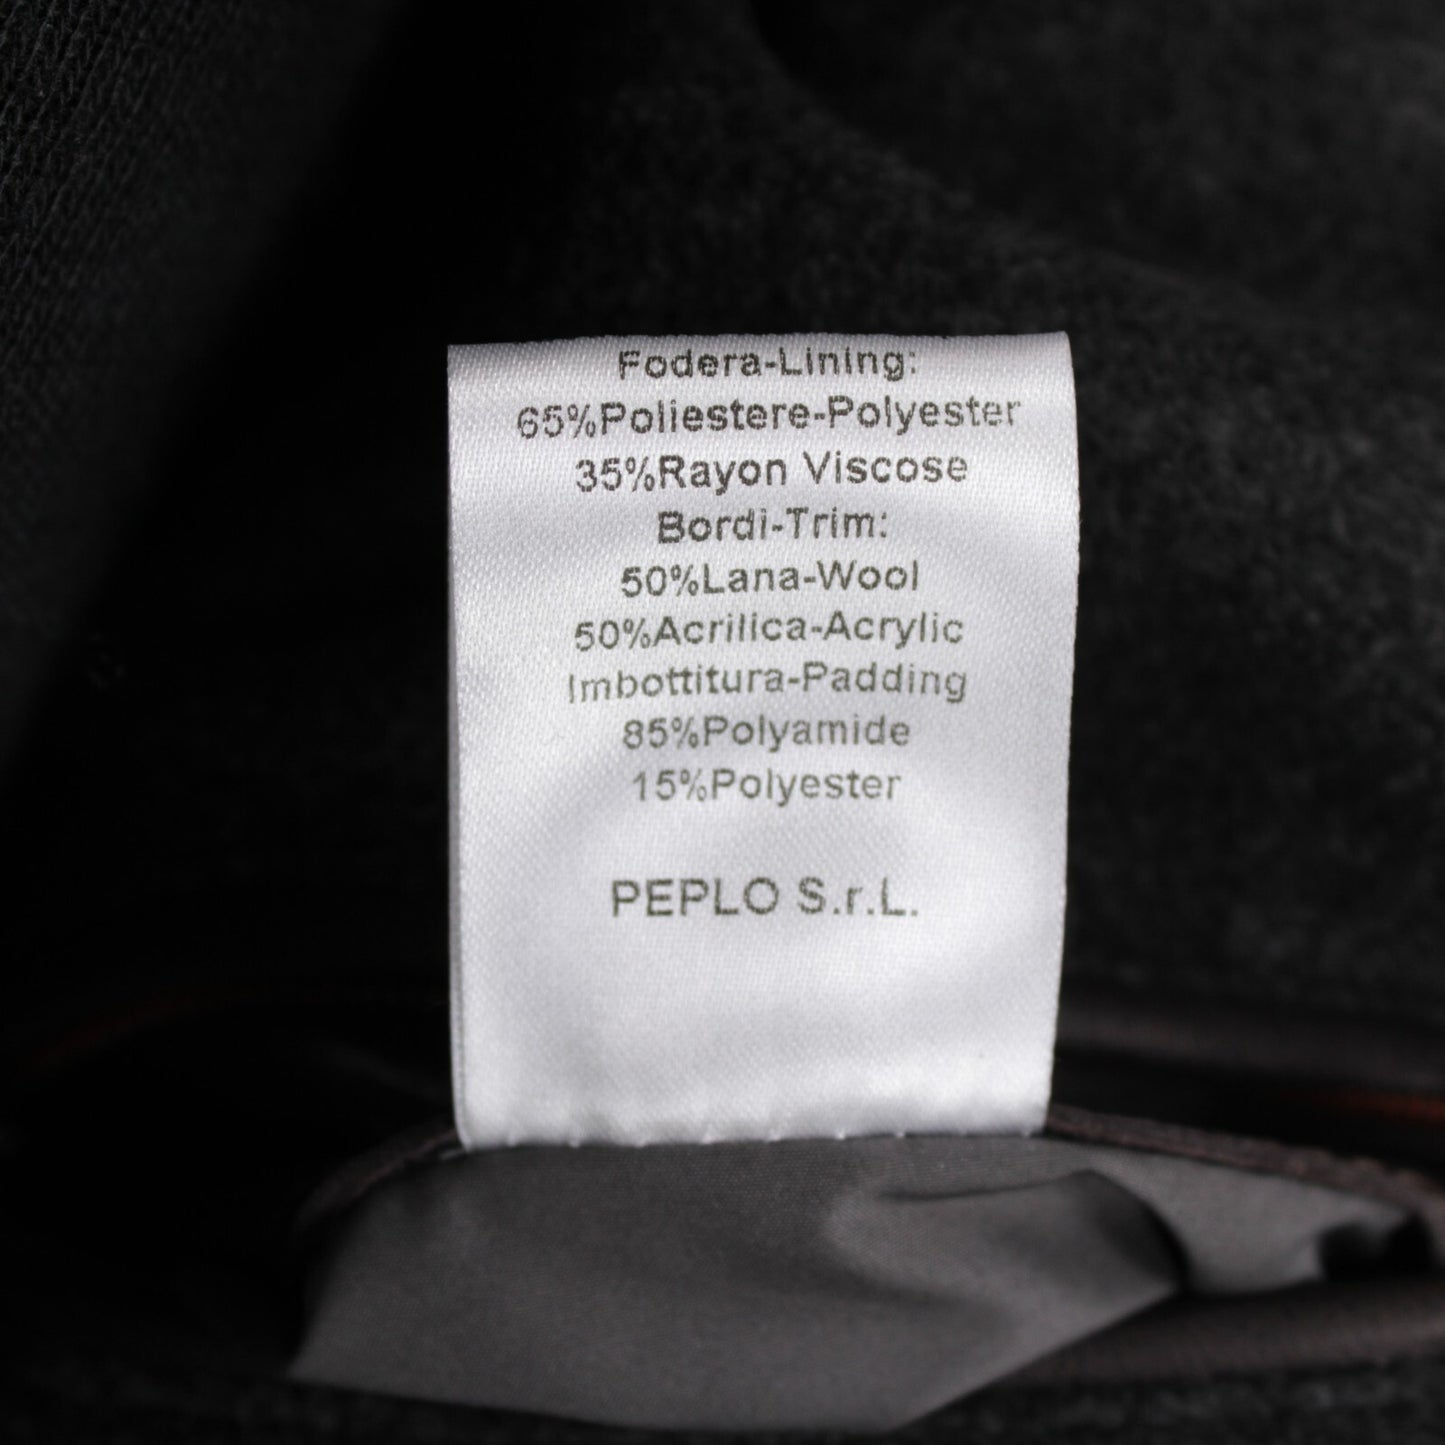 Fodera-Lining:
65%Poliestere-Polyester
35%Rayon Viscose
Bordi-Trim:
50%Lana-Wool
50%Acrilica-Acrylic
Imbottitura-Padding
85%Polyamide
15%Polyester
PEPLO S.r.L.